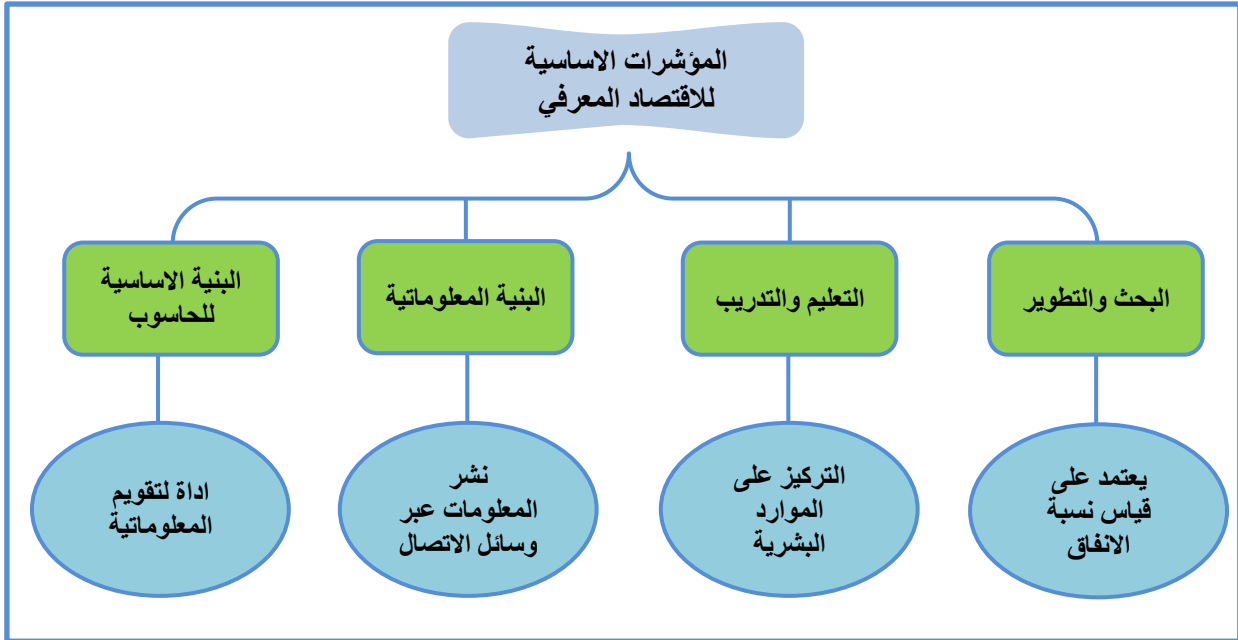 المؤشرات الاساسية
للاقتصاد المعرفي
البحث والتطوير
التعليم والتدريب
البنية المعلوماتية
البنية الاساسية
للحاسوب
يعتمد على
قياس نسبة
الانفاق
التركيز على
الموارد
البشرية
نشر
المعلومات عبر
وسائل الاتصال
اداة لتقويم
المعلوماتية